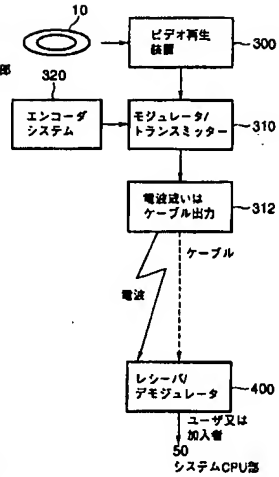 10
ビデオ再生
装置
300
部
320
エンコーダ
システム
モジュレータ/
トランスミッター
310
電波或いは
ケーブル出力
312
ケーブル
電波
レシーバ/
デモジュレータ
400
ユーザ又は
加入者
50
システムCPU部